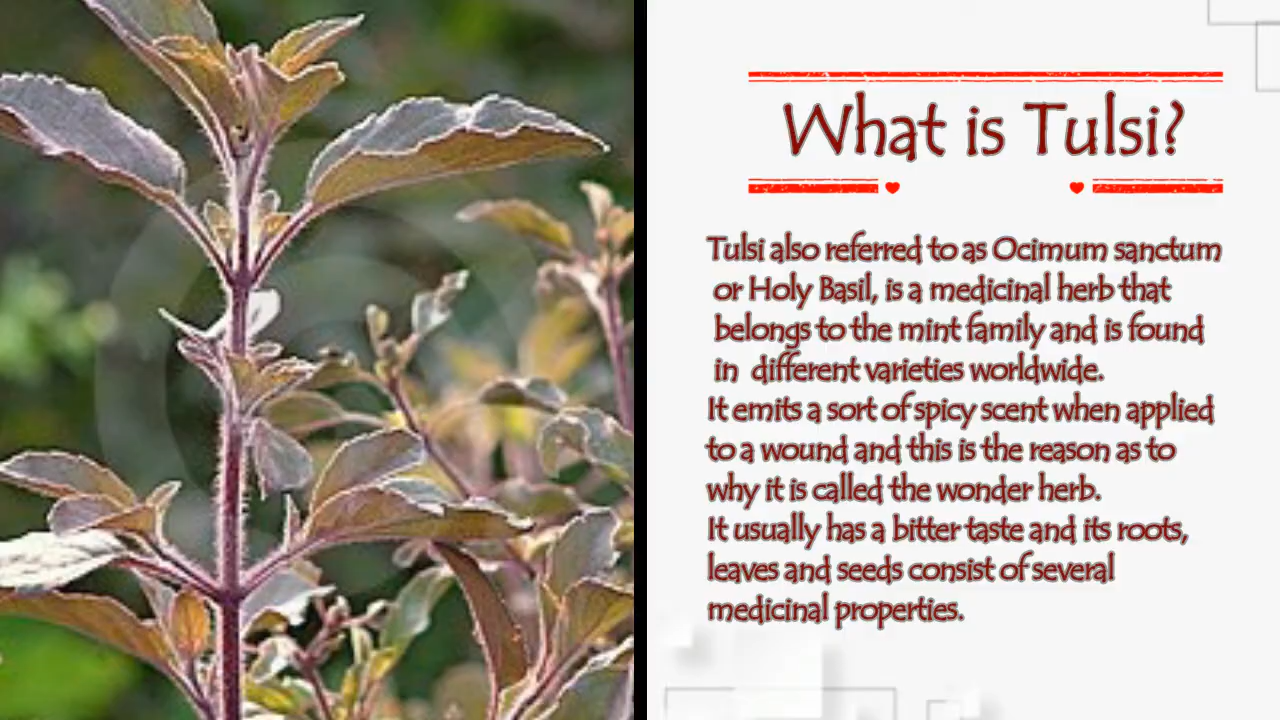 What is Tulsi?
Tulsi also referred to as Ocimum sanctum
or Holy Basil, is a medicinal herb that
belongs to the mint family and is found
in different varieties worldwide.
It emits a sort of spicy scent when applied
to a wound and this is the reason as to
why it is called the wonder herb.
It usually has a bitter taste and its roots,
leaves and seeds consist of several
medicinal properties.